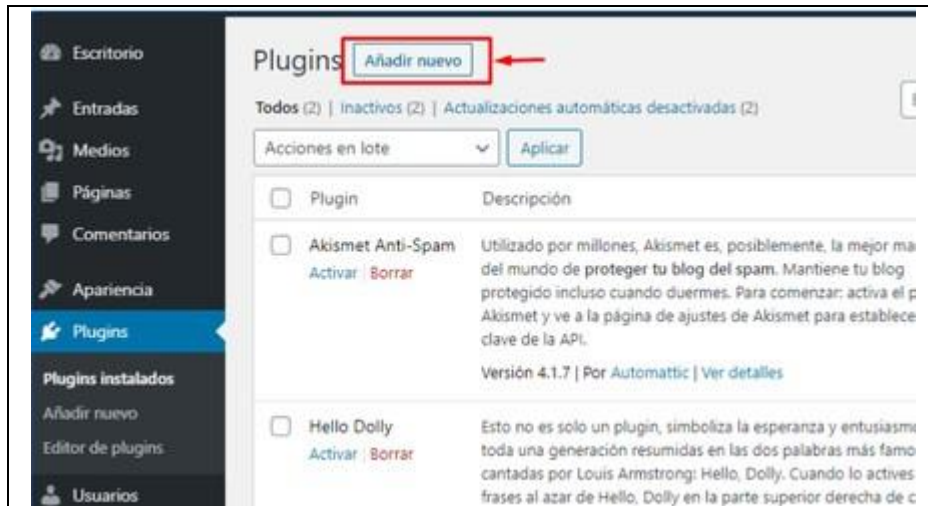 Escritorio
Entradas
Medios
Páginas
Comentarios
Apariencia
Plugins
Plugins instalados
Añadir nuevo
Editor de plugins
Usuarios
Plugins Añadir nuevo
Todos (2) | Inactivos (2) | Actualizaciones automáticas desactivadas (2)
Acciones en lote Aplicar
Plugin Descripción
Akismet Anti-Spam
Activar | Borrar
Utilizado por millones, Akismet es, posiblemente, la mejor ma
del mundo de proteger tu blog del spam. Mantiene tu blog
protegido incluso cuando duermes. Para comenzar: activa el p
Akismet y ve a la página de ajustes de Akismet para establece
clave de la API.
Versión 4.1.7 | Por Automattic | Ver detalles
Hello Dolly
Activar | Borrar
Esto no es solo un plugin, simboliza la esperanza y entusiasm
toda una generación resumidas en las dos palabras más famo
cantadas por Louis Armstrong: Hello, Dolly. Cuando lo actives
frases al azar de Hello, Dolly en la parte superior derecha de c